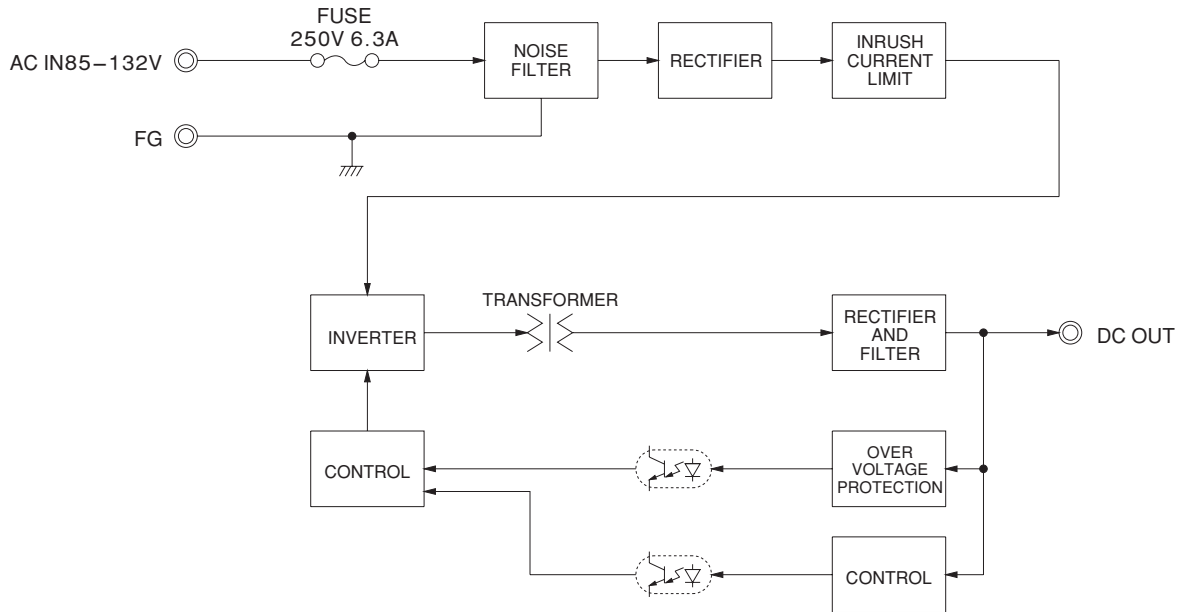 FUSE
250V 6.3A
AC IN85–132V
NOISE
FILTER
RECTIFIER
INRUSH
CURRENT
LIMIT
FG
INVERTER
TRANSFORMER
RECTIFIER
AND
FILTER
DC OUT
CONTROL
OVER
VOLTAGE
PROTECTION
CONTROL